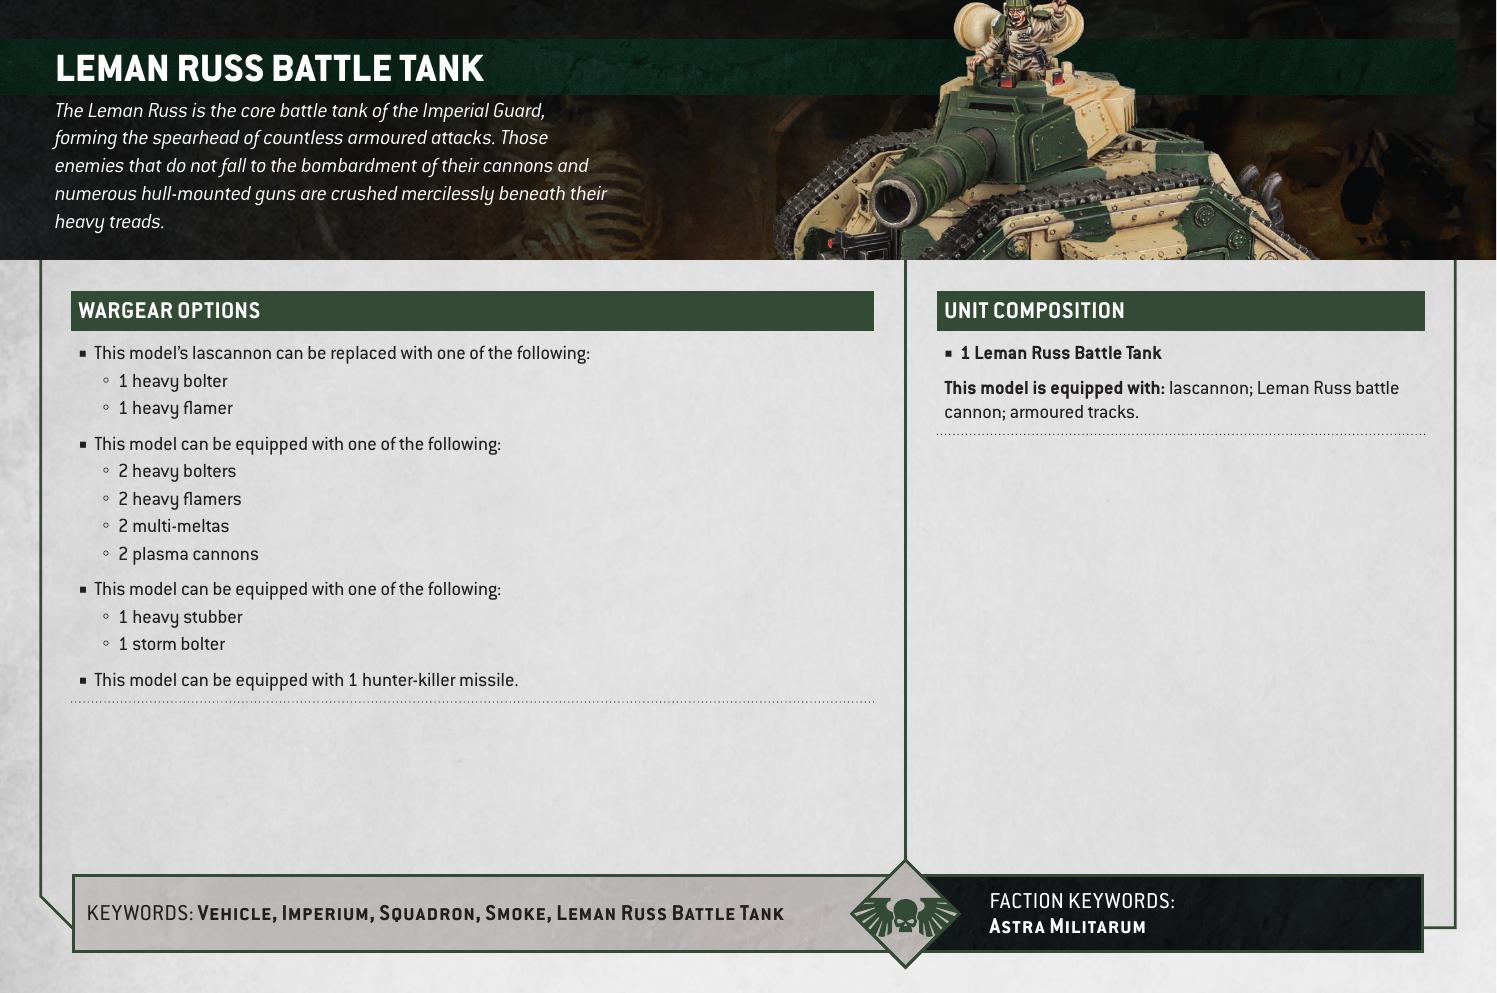 LEMAN RUSS BATTLE TANK
The Leman Russ is the core battle tank of the Imperial Guard,
forming the spearhead of countless armoured attacks. Those
enemies that do not fall to the bombardment of their cannons and
numerous hull-mounted guns are crushed mercilessly beneath their
heavy treads.
WARGEAR OPTIONS
■ This model’s lascannon can be replaced with one of the following:
◦ 1 heavy bolter
◦ 1 heavy flamer
■ This model can be equipped with one of the following:
◦ 2 heavy bolters
◦ 2 heavy flamers
◦ 2 multi-meltas
◦ 2 plasma cannons
■ This model can be equipped with one of the following:
◦ 1 heavy stubber
◦ 1 storm bolter
■ This model can be equipped with 1 hunter-killer missile.
UNIT COMPOSITION
■ 1 Leman Russ Battle Tank
This model is equipped with: lascannon; Leman Russ battle
cannon; armoured tracks.
KEYWORDS: Vehicle, Imperium, Squadron, Smoke, Leman Russ Battle Tank
FACTION KEYWORDS:
Astra Militarum